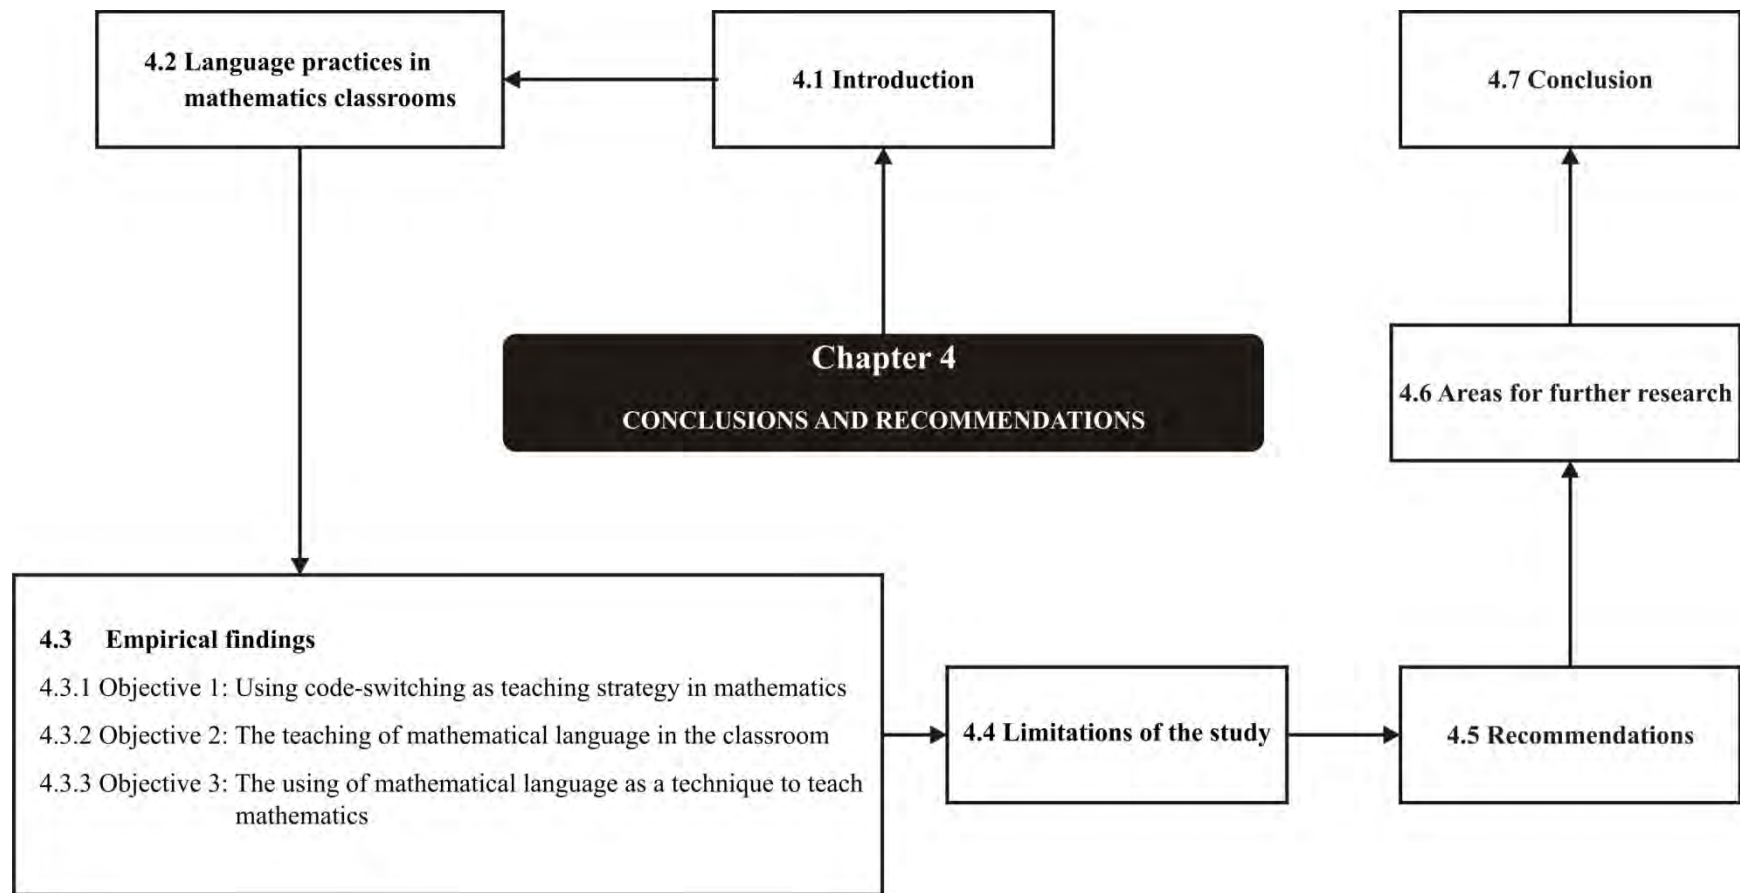 4.2 Language practices in
mathematics classrooms
4.1 Introduction
4.7 Conclusion
Chapter 4
CONCLUSIONS AND RECOMMENDATIONS
4.6 Areas for further research
4.3 Empirical findings
4.3.1 Objective 1: Using code-switching as teaching strategy in mathematics
4.3.2 Objective 2: The teaching of mathematical language in the classroom
4.3.3 Objective 3: The using of mathematical language as a technique to teach
mathematics
4.4 Limitations of the study
4.5 Recommendations